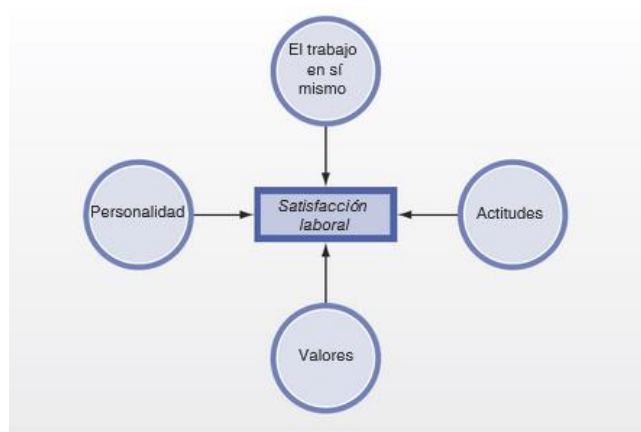 El trabajo
en sí
mismo
Personalidad
Satisfacción
laboral
Actitudes
Valores